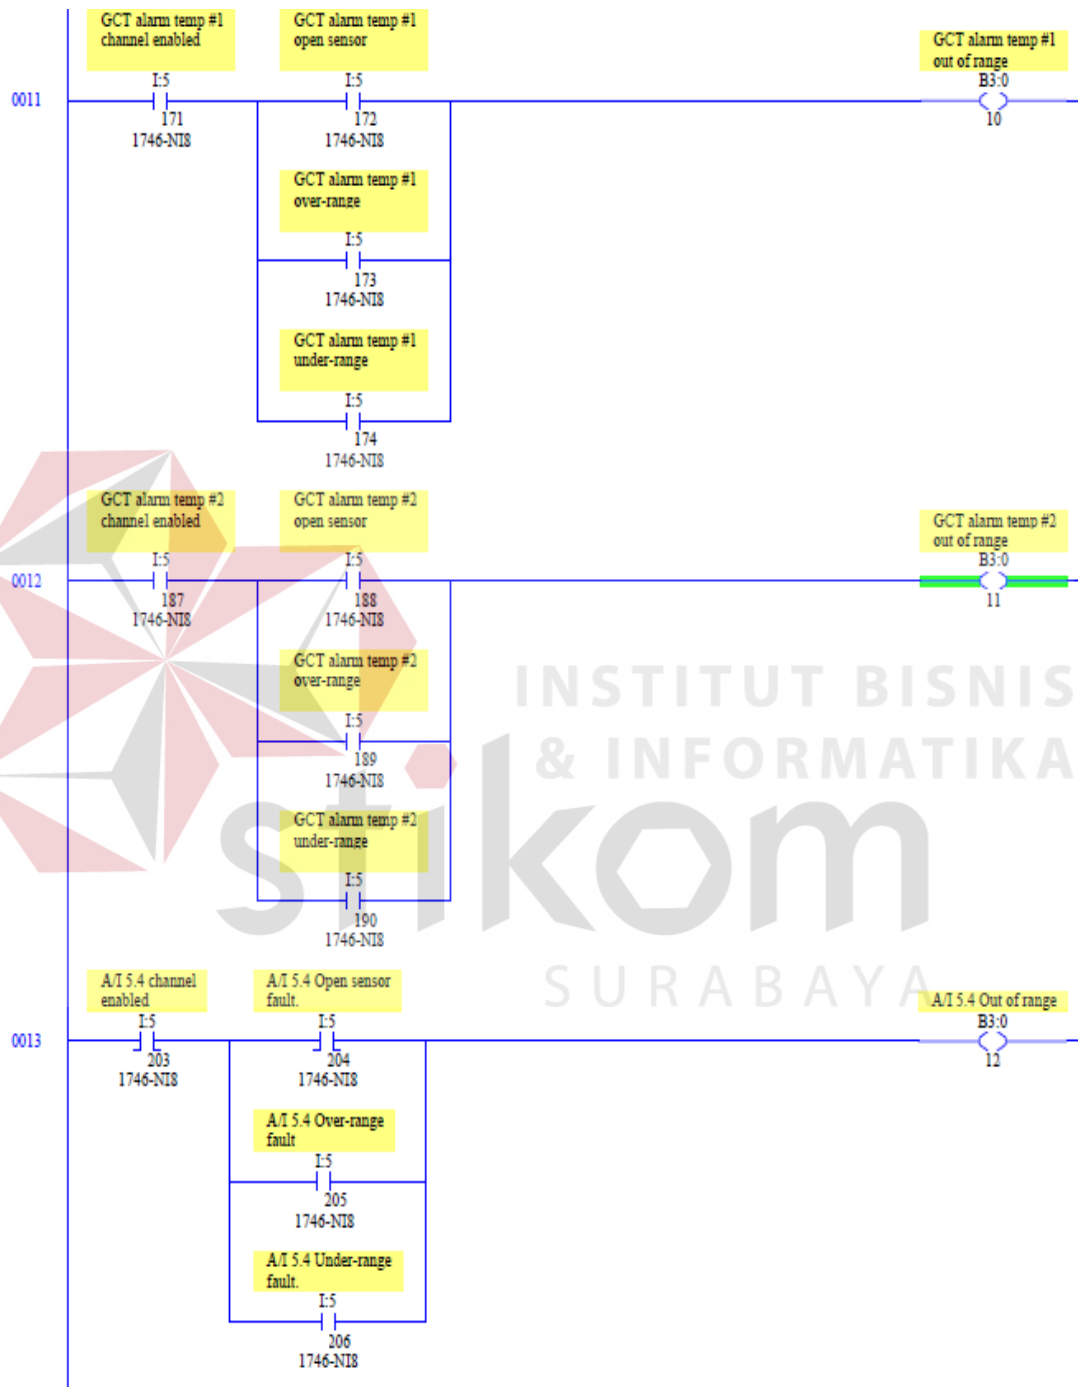 GCT alarm temp #1
channel enabled
GCT alarm temp #1
open sensor
GCT alarm temp #1
out of range
I:5
I:5
B3:0
0011
171
172
10
1746-NI8
1746-NI8
GCT alarm temp #1
over-range
I:5
173
1746-NI8
GCT alarm temp #1
under-range
I:5
174
1746-NI8
GCT alarm temp #2
channel enabled
GCT alarm temp #2
open sensor
GCT alarm temp #2
out of range
I:5
I:5
B3:0
0012
187
188
11
1746-NI8
1746-NI8
GCT alarm temp #2
over-range
I:5
189
1746-NI8
GCT alarm temp #2
under-range
I:5
190
1746-NI8
INSTITUT BISNIS
& INFORMATIKA
stikom
SURABAYA
A/I 5.4 channel
enabled
A/I 5.4 Open sensor
fault.
A/I 5.4 Out of range
I:5
I:5
B3:0
0013
203
204
12
1746-NI8
1746-NI8
A/I 5.4 Over-range
fault
I:5
205
1746-NI8
A/I 5.4 Under-range
fault.
I:5
206
1746-NI8